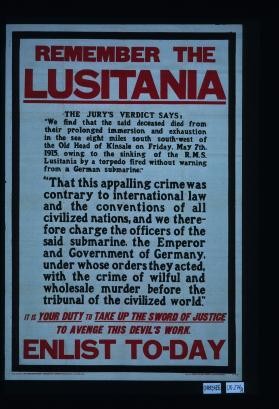 REMEMBER THE
LUSITANIA
THE JURY'S VERDICT SAYS:
"We find that the said deceased died from
their prolonged immersion and exhaustion
in the sea eight miles south south-west of
the Old Head of Kinsale on Friday, May 7th,
1915, owing to the sinking of the R.M.S.
Lusitania by a torpedo fired without warning
from a German submarine."
"That this appalling crime was
contrary to international law
and the conventions of all
civilized nations, and we there-
fore charge the officers of the
said submarine, the Emperor
and Government of Germany,
under whose orders they acted,
with the crime of wilful and
wholesale murder before the
tribunal of the civilized world."
IT IS YOUR DUTY TO TAKE UP THE SWORD OF JUSTICE
TO AVENGE THIS DEVIL'S WORK.
ENLIST TO-DAY